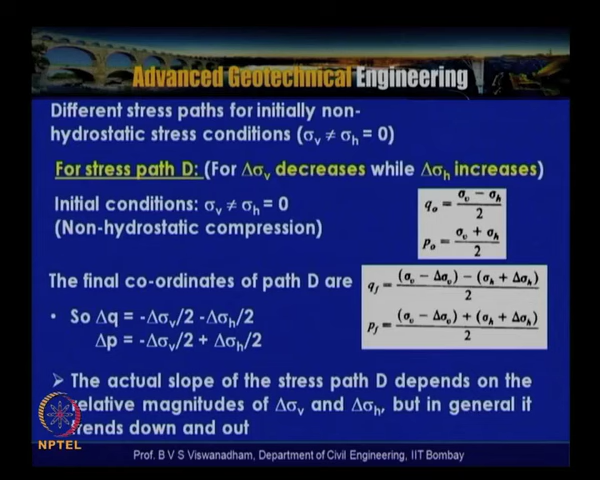 Advanced Geotechnical Engineering
Different stress paths for initially non-
hydrostatic stress conditions (σv ≠ σh = 0)
For stress path D: (For Δσv decreases while Δσh increases)
Initial conditions: σv ≠ σh = 0
(Non-hydrostatic compression)
qo = (σv − σh)/2
po = (σv + σh)/2
The final co-ordinates of path D are
qf = ((σv − Δσv) − (σh + Δσh))/2
pf = ((σv − Δσv) + (σh + Δσh))/2
• So Δq = -Δσv/2 -Δσh/2
Δp = -Δσv/2 + Δσh/2
➢ The actual slope of the stress path D depends on the
relative magnitudes of Δσv and Δσh, but in general it
trends down and out
NPTEL
Prof. B V S Viswanadham, Department of Civil Engineering, IIT Bombay